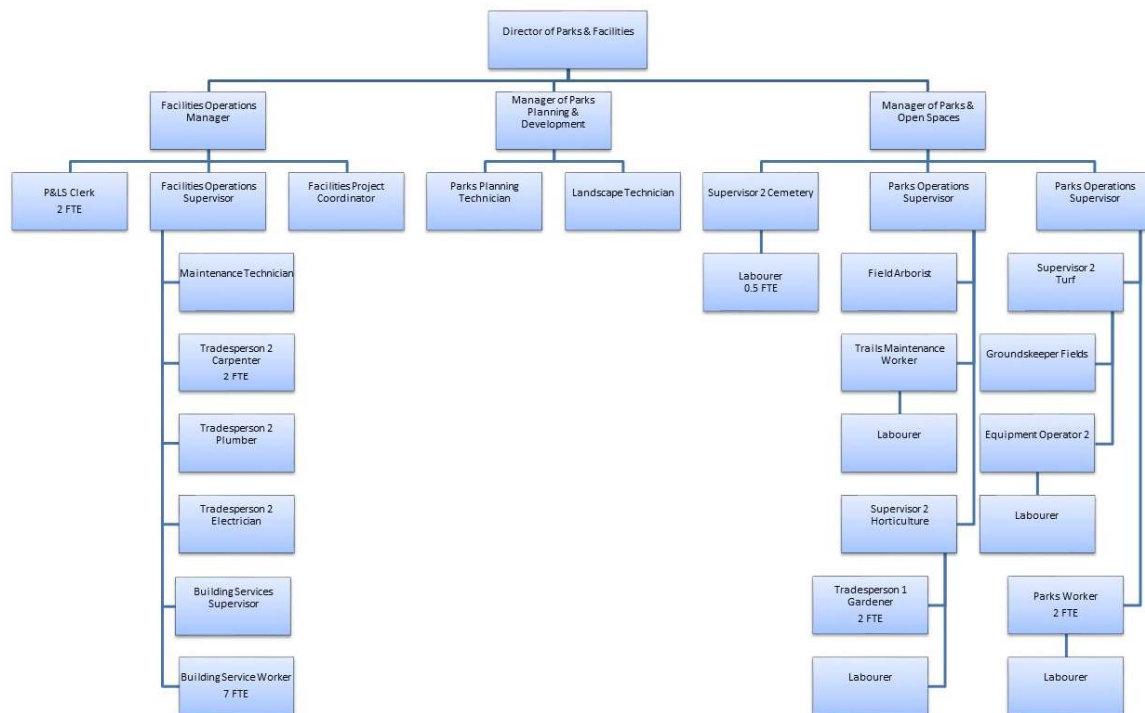 Director of Parks & Facilities
Facilities Operations
Manager
Manager of Parks
Planning &
Development
Manager of Parks &
Open Spaces
P&LS Clerk
2 FTE
Facilities Operations
Supervisor
Facilities Project
Coordinator
Parks Planning
Technician
Landscape Technician
Supervisor 2 Cemetery
Parks Operations
Supervisor
Parks Operations
Supervisor
Maintenance Technician
Labourer
0.5 FTE
Field Arborist
Supervisor 2
Turf
Tradesperson 2
Carpenter
2 FTE
Trails Maintenance
Worker
Groundskeeper Fields
Tradesperson 2
Plumber
Labourer
Equipment Operator 2
Tradesperson 2
Electrician
Supervisor 2
Horticulture
Labourer
Building Services
Supervisor
Tradesperson 1
Gardener
2 FTE
Parks Worker
2 FTE
Building Service Worker
7 FTE
Labourer
Labourer